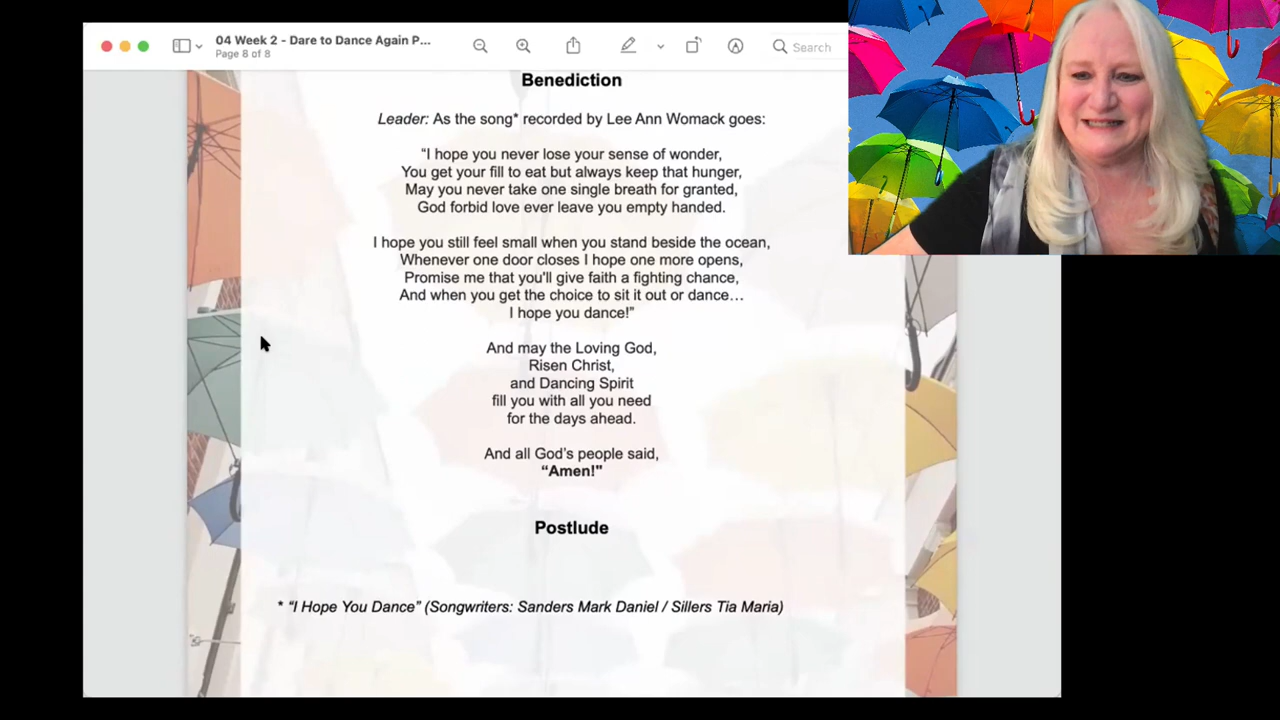 04 Week 2 - Dare to Dance Again P...
Page 8 of 8
Search
Benediction
Leader: As the song* recorded by Lee Ann Womack goes:
“I hope you never lose your sense of wonder,
You get your fill to eat but always keep that hunger,
May you never take one single breath for granted,
God forbid love ever leave you empty handed.
I hope you still feel small when you stand beside the ocean,
Whenever one door closes I hope one more opens,
Promise me that you'll give faith a fighting chance,
And when you get the choice to sit it out or dance…
I hope you dance!”
And may the Loving God,
Risen Christ,
and Dancing Spirit
fill you with all you need
for the days ahead.
And all God’s people said,
“Amen!"
Postlude
* “I Hope You Dance” (Songwriters: Sanders Mark Daniel / Sillers Tia Maria)